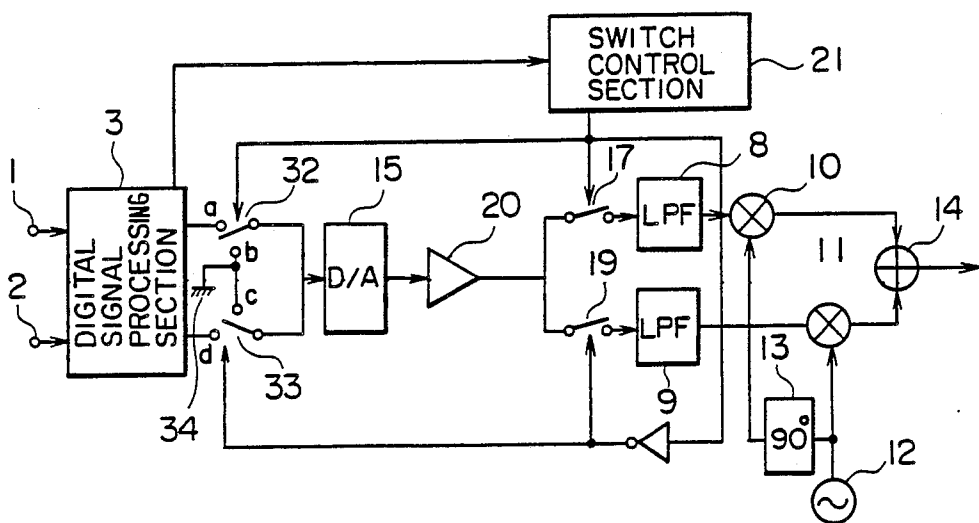 SWITCH
CONTROL
SECTION
21
3
1
2
DIGITAL
SIGNAL
PROCESSING
SECTION
a
32
b
c
d
33
34
15
D/A
20
17
19
8
LPF
LPF
9
10
11
14
13
90°
12